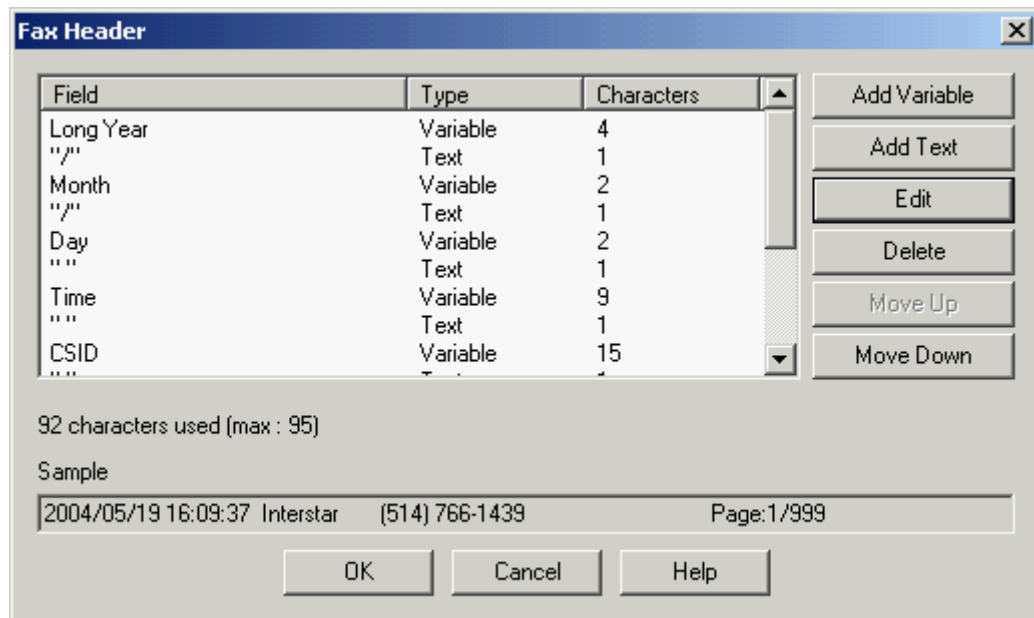 Fax Header
Field Type Characters
Long Year Variable 4
"/" Text 1
Month Variable 2
"/" Text 1
Day Variable 2
" " Text 1
Time Variable 9
" " Text 1
CSID Variable 15
Add Variable
Add Text
Edit
Delete
Move Up
Move Down
92 characters used (max : 95)
Sample
2004/05/19 16:09:37 Interstar (514) 766-1439 Page:1/999
OK Cancel Help